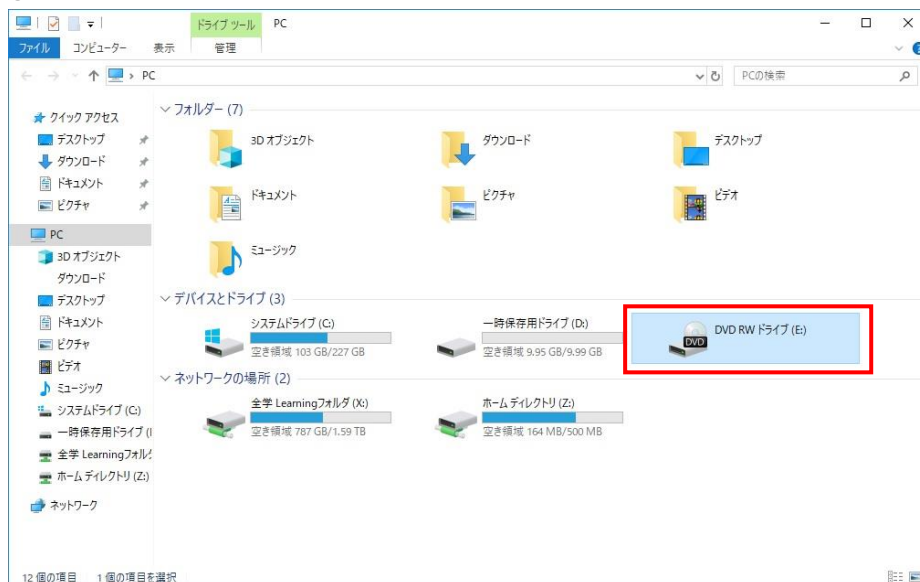 ドライブ ツール PC
ファイル コンピューター 表示 管理
PC PCの検索
クイック アクセス
デスクトップ
ダウンロード
ドキュメント
ピクチャ
PC
3D オブジェクト
ダウンロード
デスクトップ
ドキュメント
ピクチャ
ビデオ
ミュージック
システムドライブ (C:)
一時保存用ドライブ (
全学 Learningフォル
ホーム ディレクトリ (Z:)
ネットワーク
フォルダー (7)
3D オブジェクト ダウンロード デスクトップ
ドキュメント ピクチャ ビデオ
ミュージック
デバイスとドライブ (3)
システムドライブ (C:) 一時保存用ドライブ (D:) DVD RW ドライブ (E:)
空き領域 103 GB/227 GB 空き領域 9.95 GB/9.99 GB DVD
ネットワークの場所 (2)
全学 Learningフォルダ (X:) ホーム ディレクトリ (Z:)
空き領域 787 GB/1.59 TB 空き領域 164 MB/500 MB
12 個の項目 1 個の項目を選択